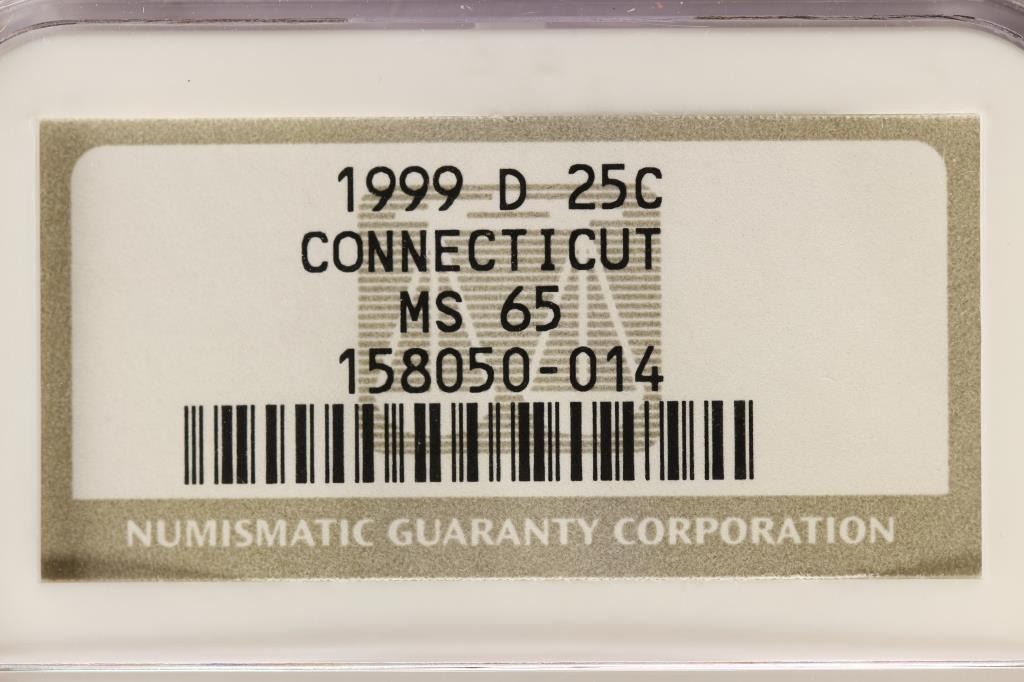 1999 D 25C
CONNECTICUT
MS 65
158050-014
NUMISMATIC GUARANTY CORPORATION